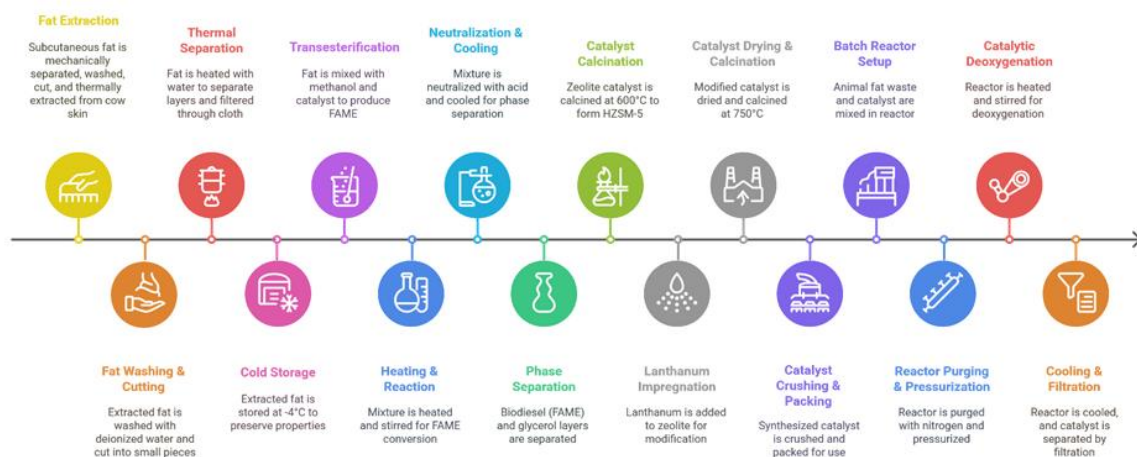 Fat Extraction
Subcutaneous fat is
mechanically
separated, washed,
cut, and thermally
extracted from cow
skin
Thermal
Separation
Fat is heated with
water to separate
layers and filtered
through cloth
Transesterification
Fat is mixed with
methanol and
catalyst to produce
FAME
Neutralization &
Cooling
Mixture is
neutralized with acid
and cooled for phase
separation
Catalyst
Calcination
Zeolite catalyst is
calcined at 600°C to
form HZSM-5
Catalyst Drying &
Calcination
Modified catalyst is
dried and calcined
at 750°C
Batch Reactor
Setup
Animal fat waste
and catalyst are
mixed in reactor
Catalytic
Deoxygenation
Reactor is heated
and stirred for
deoxygenation
Fat Washing &
Cutting
Extracted fat is
washed with
deionized water and
cut into small pieces
Cold Storage
Extracted fat is
stored at -4°C to
preserve properties
Heating &
Reaction
Mixture is heated
and stirred for FAME
conversion
Phase
Separation
Biodiesel (FAME)
and glycerol layers
are separated
Lanthanum
Impregnation
Lanthanum is added
to zeolite for
modification
Catalyst
Crushing &
Packing
Synthesized catalyst
is crushed and
packed for use
Reactor Purging
& Pressurization
Reactor is purged
with nitrogen and
pressurized
Cooling &
Filtration
Reactor is cooled,
and catalyst is
separated by
filtration